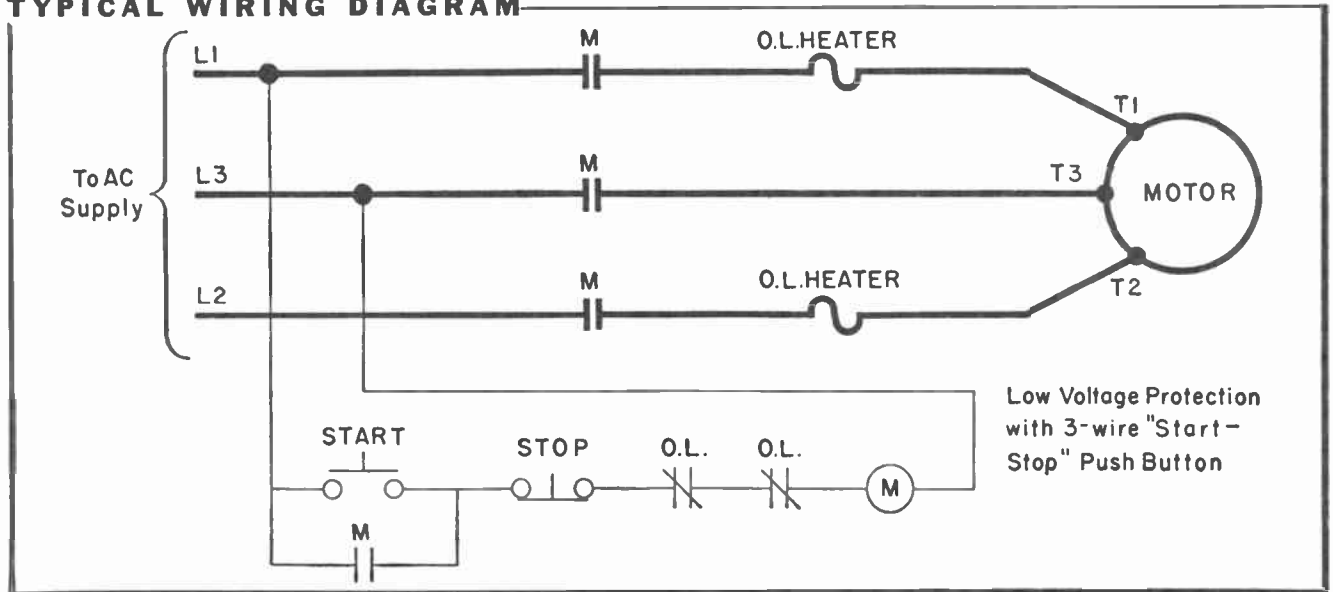 TYPICAL WIRING DIAGRAM
L1
M
O.L.HEATER
T1
To AC
Supply
L3
M
T3
MOTOR
L2
M
O.L.HEATER
T2
Low Voltage Protection
with 3-wire "Start-
Stop" Push Button
START
STOP
O.L.
O.L.
M
M